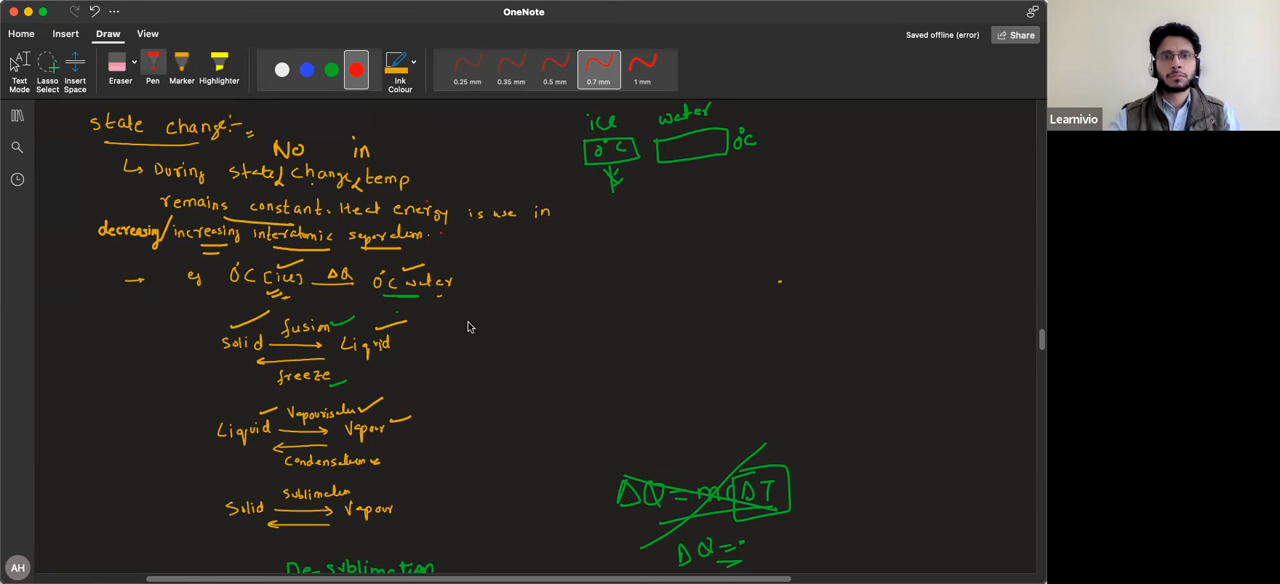 OneNote
Home Insert Draw View
Saved offline (error)
Share
Text Mode
Lasso Select
Insert Space
Eraser
Pen
Marker
Highlighter
Ink Colour
0.25 mm
0.35 mm
0.5 mm
0.7 mm
1 mm
Learnivio
State change:-
No in
↳ During state change temp
remains constant. Heat energy is use in
decreasing/increasing interatomic separation.
→ eg 0°C [ice] ΔQ 0°C water
Solid fusion → Liquid
← freeze
Liquid Vapourisation → Vapour
← Condensation
Solid Sublimation → Vapour
←
De-sublimation
ice water
0°C 0°C
ΔQ = mcΔT
ΔQ =
AH